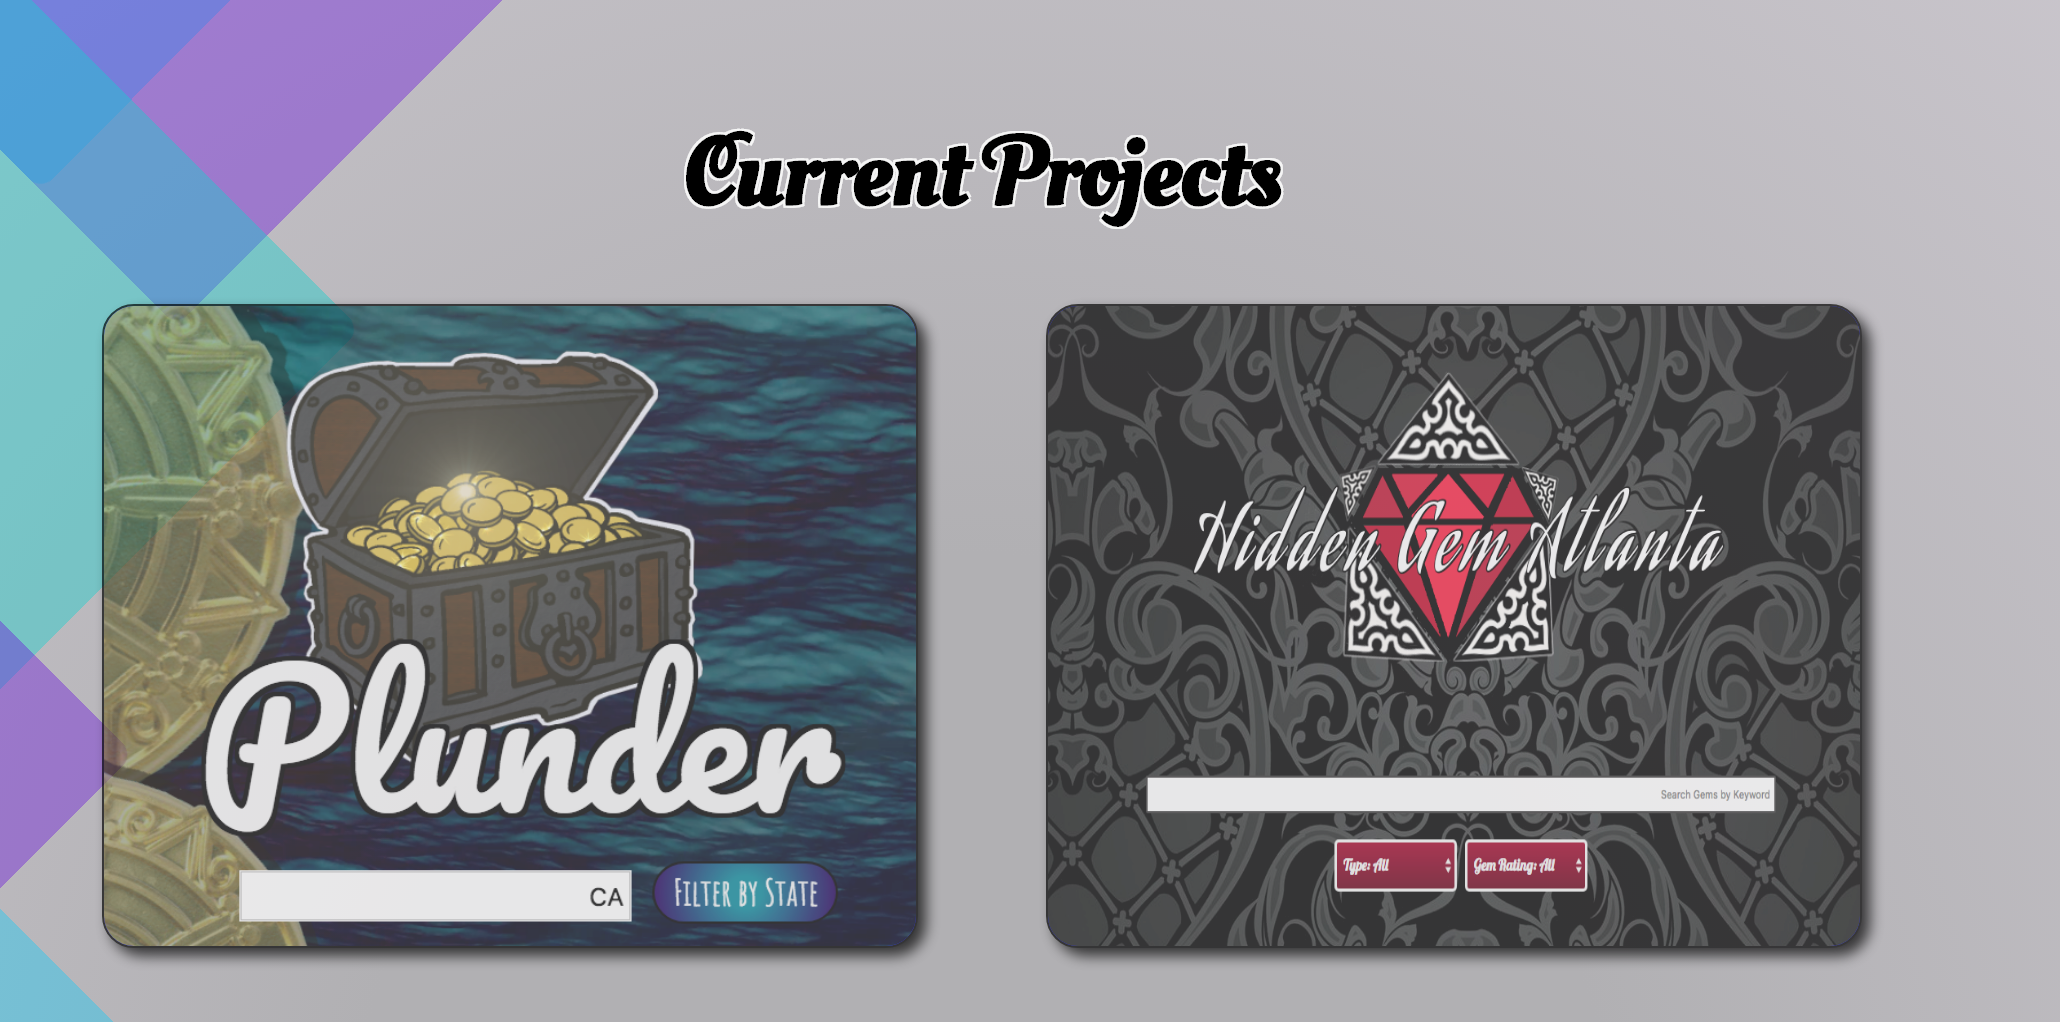 Current Projects
Plunder
CA
Filter by State
Hidden Gem Atlanta
Search Gems by Keyword
Type: All
Gem Rating: All